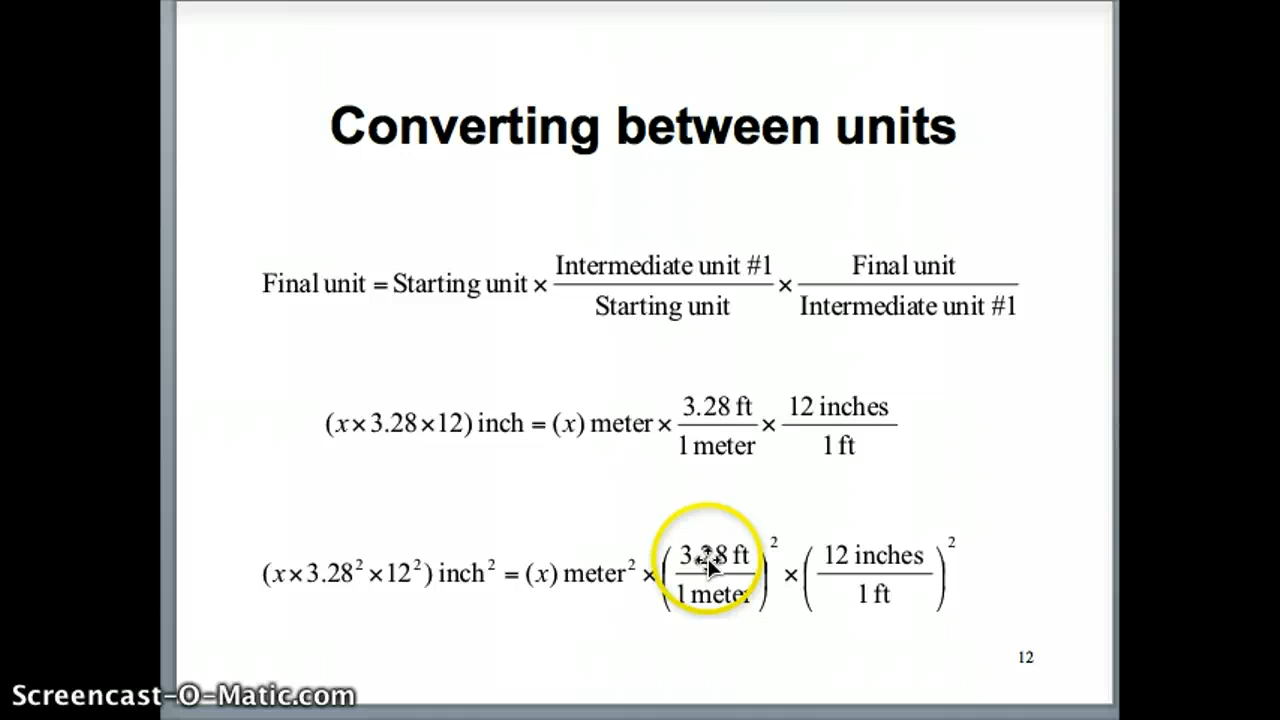 Converting between units
Final unit = Starting unit × Intermediate unit #1 / Starting unit × Final unit / Intermediate unit #1
(x × 3.28 × 12) inch = (x) meter × 3.28 ft / 1 meter × 12 inches / 1 ft
(x × 3.28² × 12²) inch² = (x) meter² × (3.28 ft / 1 meter)² × (12 inches / 1 ft)²
12
Screencast-O-Matic.com